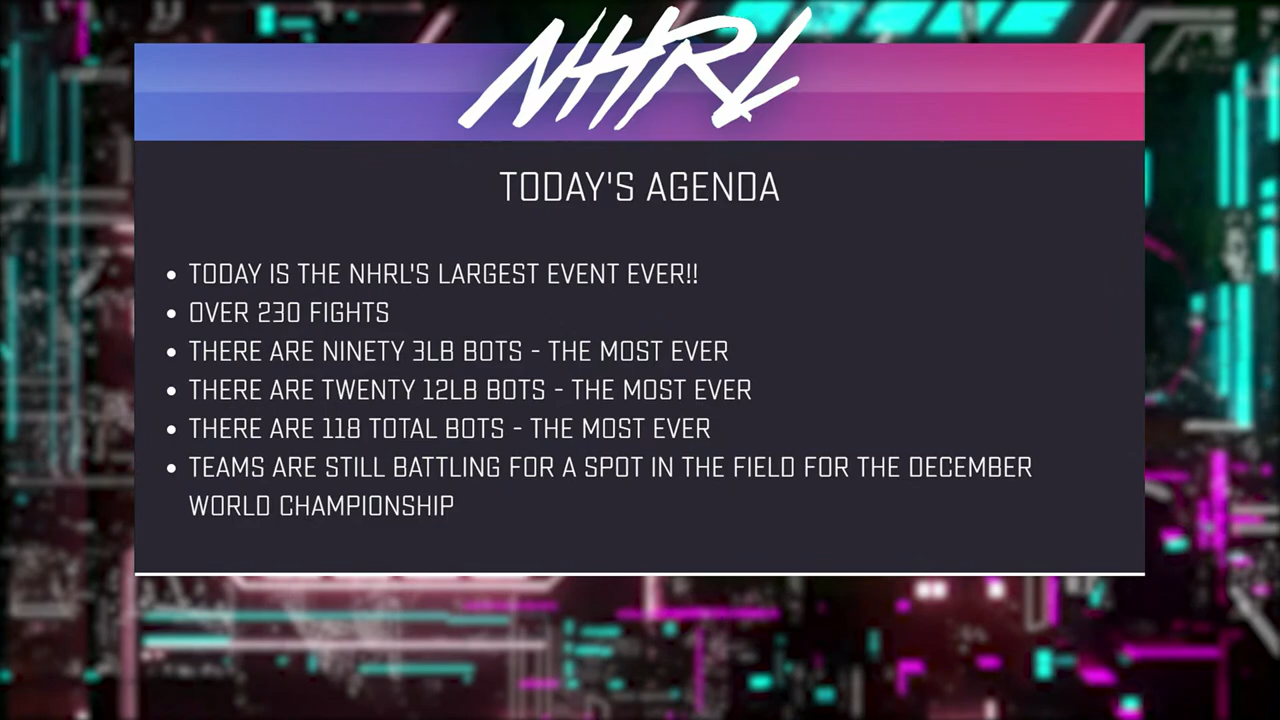 NHRL
TODAY'S AGENDA
• TODAY IS THE NHRL'S LARGEST EVENT EVER!!
• OVER 230 FIGHTS
• THERE ARE NINETY 3LB BOTS - THE MOST EVER
• THERE ARE TWENTY 12LB BOTS - THE MOST EVER
• THERE ARE 118 TOTAL BOTS - THE MOST EVER
• TEAMS ARE STILL BATTLING FOR A SPOT IN THE FIELD FOR THE DECEMBER
WORLD CHAMPIONSHIP